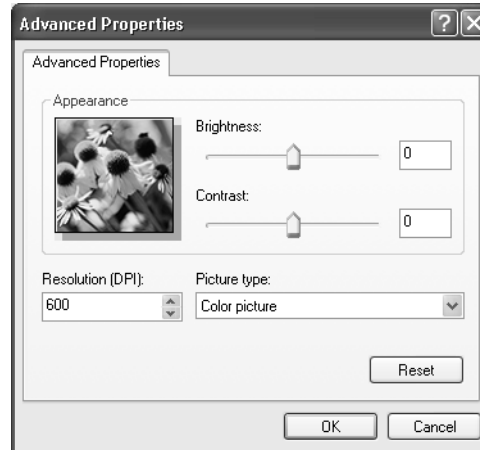 Advanced Properties
Advanced Properties
Appearance
Brightness:
0
Contrast:
0
Resolution (DPI):
Picture type:
600
Color picture
Reset
OK
Cancel